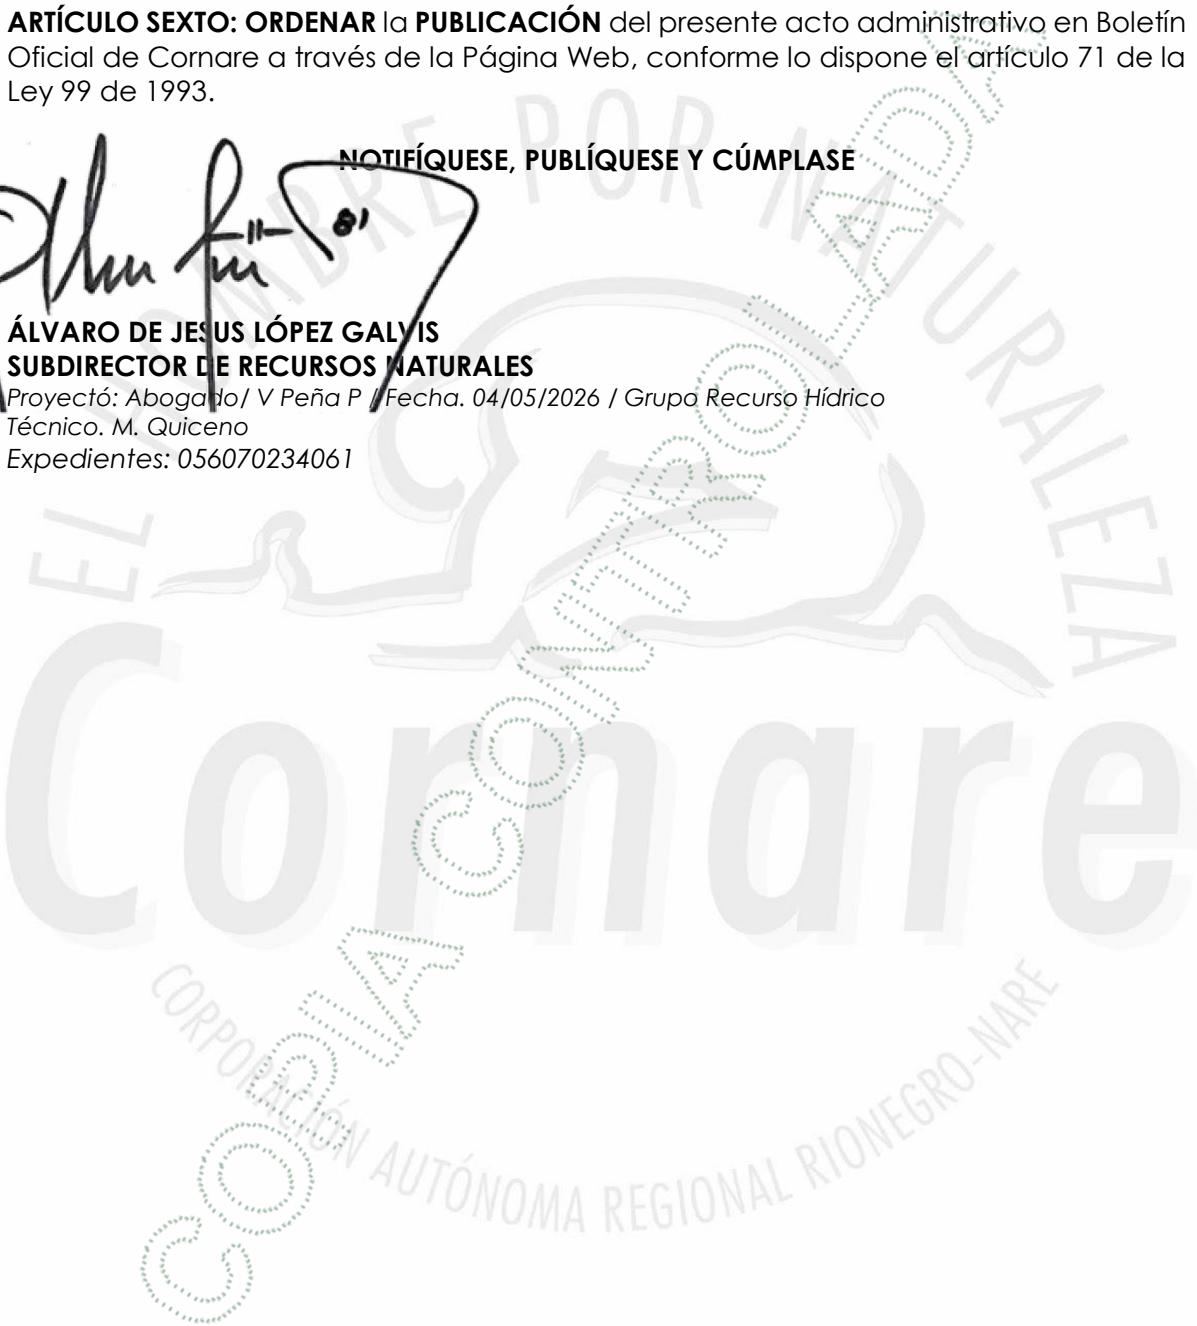 ARTÍCULO SEXTO: ORDENAR la PUBLICACIÓN del presente acto administrativo en Boletín
Oficial de Cornare a través de la Página Web, conforme lo dispone el artículo 71 de la
Ley 99 de 1993.
NOTIFÍQUESE, PUBLÍQUESE Y CÚMPLASE
ÁLVARO DE JESUS LÓPEZ GALVIS
SUBDIRECTOR DE RECURSOS NATURALES
Proyectó: Abogado/ V Peña P / Fecha. 04/05/2026 / Grupo Recurso Hídrico
Técnico. M. Quiceno
Expedientes: 056070234061
EL HOMBRE POR NATURALEZA
Cornare
CORPORACIÓN AUTÓNOMA REGIONAL RIONEGRO-NARE
COPIA CONTROLADA